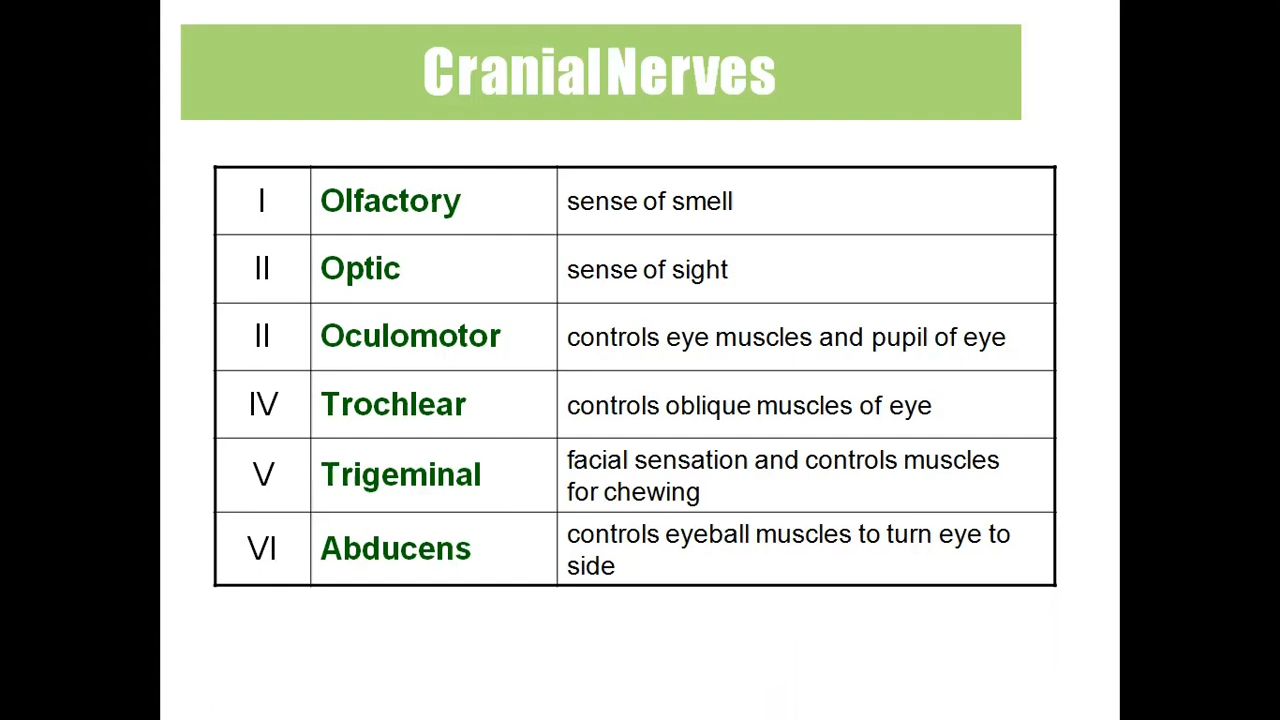 Cranial Nerves
I Olfactory sense of smell
II Optic sense of sight
II Oculomotor controls eye muscles and pupil of eye
IV Trochlear controls oblique muscles of eye
V Trigeminal facial sensation and controls muscles
for chewing
VI Abducens controls eyeball muscles to turn eye to
side